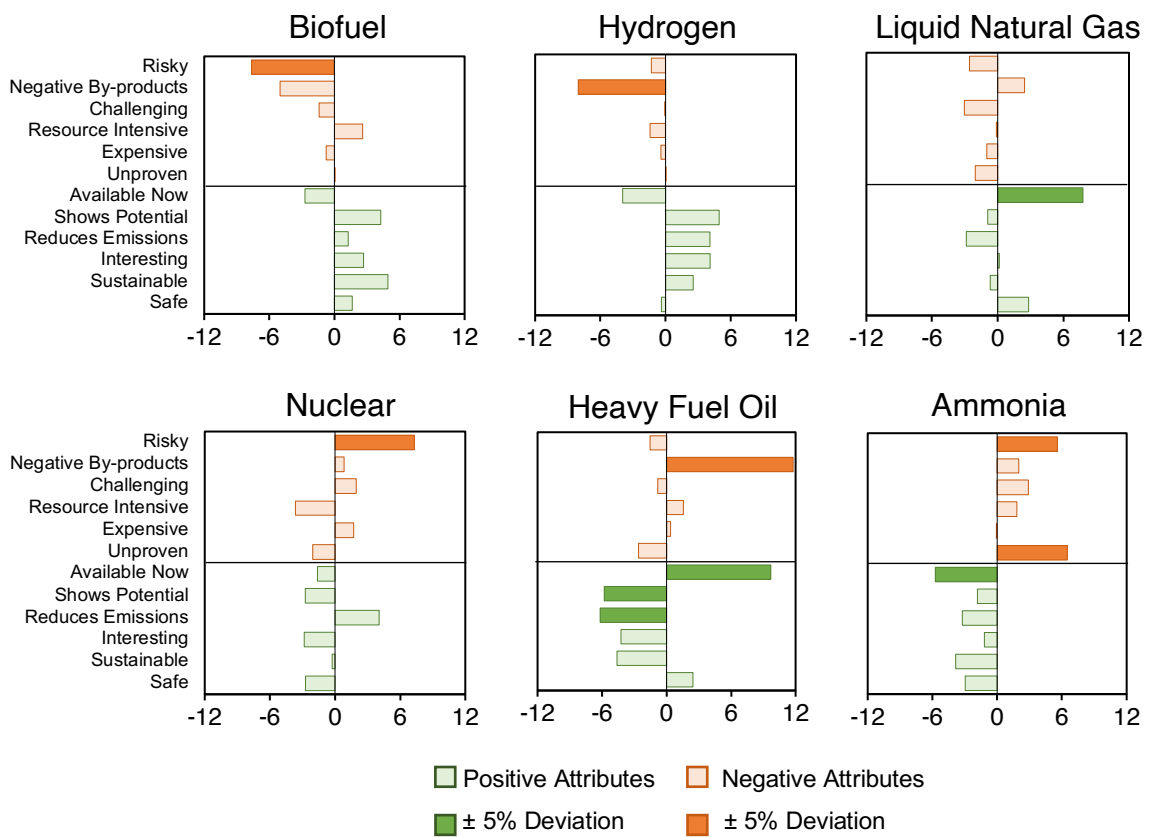 Biofuel
Hydrogen
Liquid Natural Gas
Risky
Negative By-products
Challenging
Resource Intensive
Expensive
Unproven
Available Now
Shows Potential
Reduces Emissions
Interesting
Sustainable
Safe
-12 -6 0 6 12
-12 -6 0 6 12
-12 -6 0 6 12
Nuclear
Heavy Fuel Oil
Ammonia
Risky
Negative By-products
Challenging
Resource Intensive
Expensive
Unproven
Available Now
Shows Potential
Reduces Emissions
Interesting
Sustainable
Safe
-12 -6 0 6 12
-12 -6 0 6 12
-12 -6 0 6 12
Positive Attributes
Negative Attributes
± 5% Deviation
± 5% Deviation